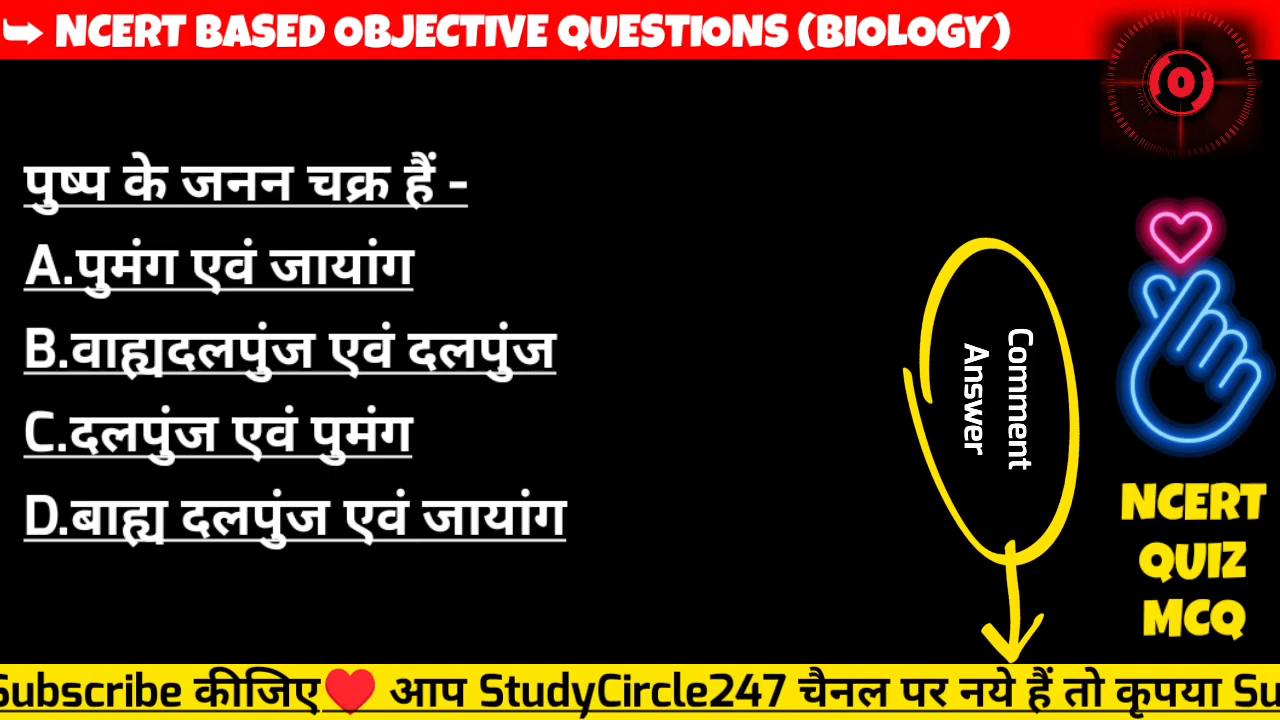 NCERT BASED OBJECTIVE QUESTIONS (BIOLOGY)
पुष्प के जनन चक्र हैं -
A.पुमंग एवं जायांग
B.वाह्यदलपुंज एवं दलपुंज
C.दलपुंज एवं पुमंग
D.बाह्य दलपुंज एवं जायांग
Comment
Answer
NCERT
QUIZ
MCQ
Subscribe कीजिए❤️ आप StudyCircle247 चैनल पर नये हैं तो कृपया Su